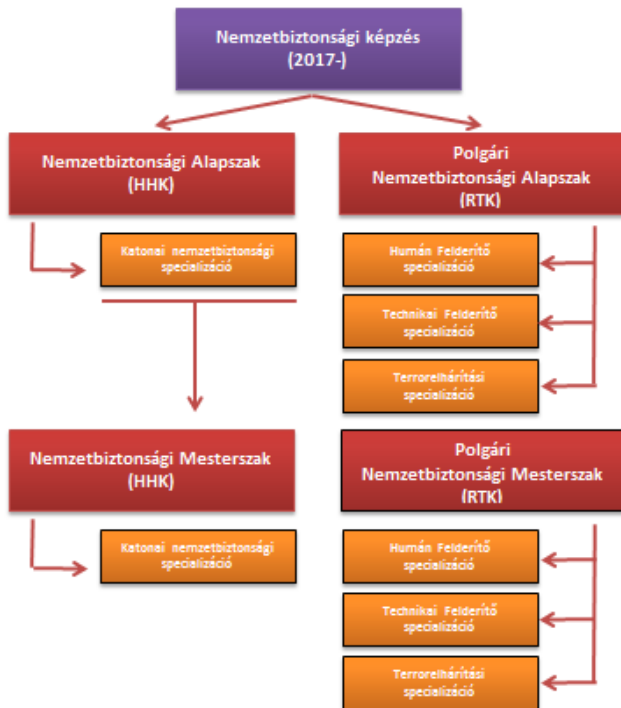 Nemzetbiztonsági képzés
(2017-)
Nemzetbiztonsági Alapszak
(HHK)
Katonai nemzetbiztonsági
specializáció
Polgári
Nemzetbiztonsági Alapszak
(RTK)
Humán Felderítő
specializáció
Technikai Felderítő
specializáció
Terrorelhárítási
specializáció
Nemzetbiztonsági Mesterszak
(HHK)
Katonai nemzetbiztonsági
specializáció
Polgári
Nemzetbiztonsági Mesterszak
(RTK)
Humán Felderítő
specializáció
Technikai Felderítő
specializáció
Terrorelhárítási
specializáció